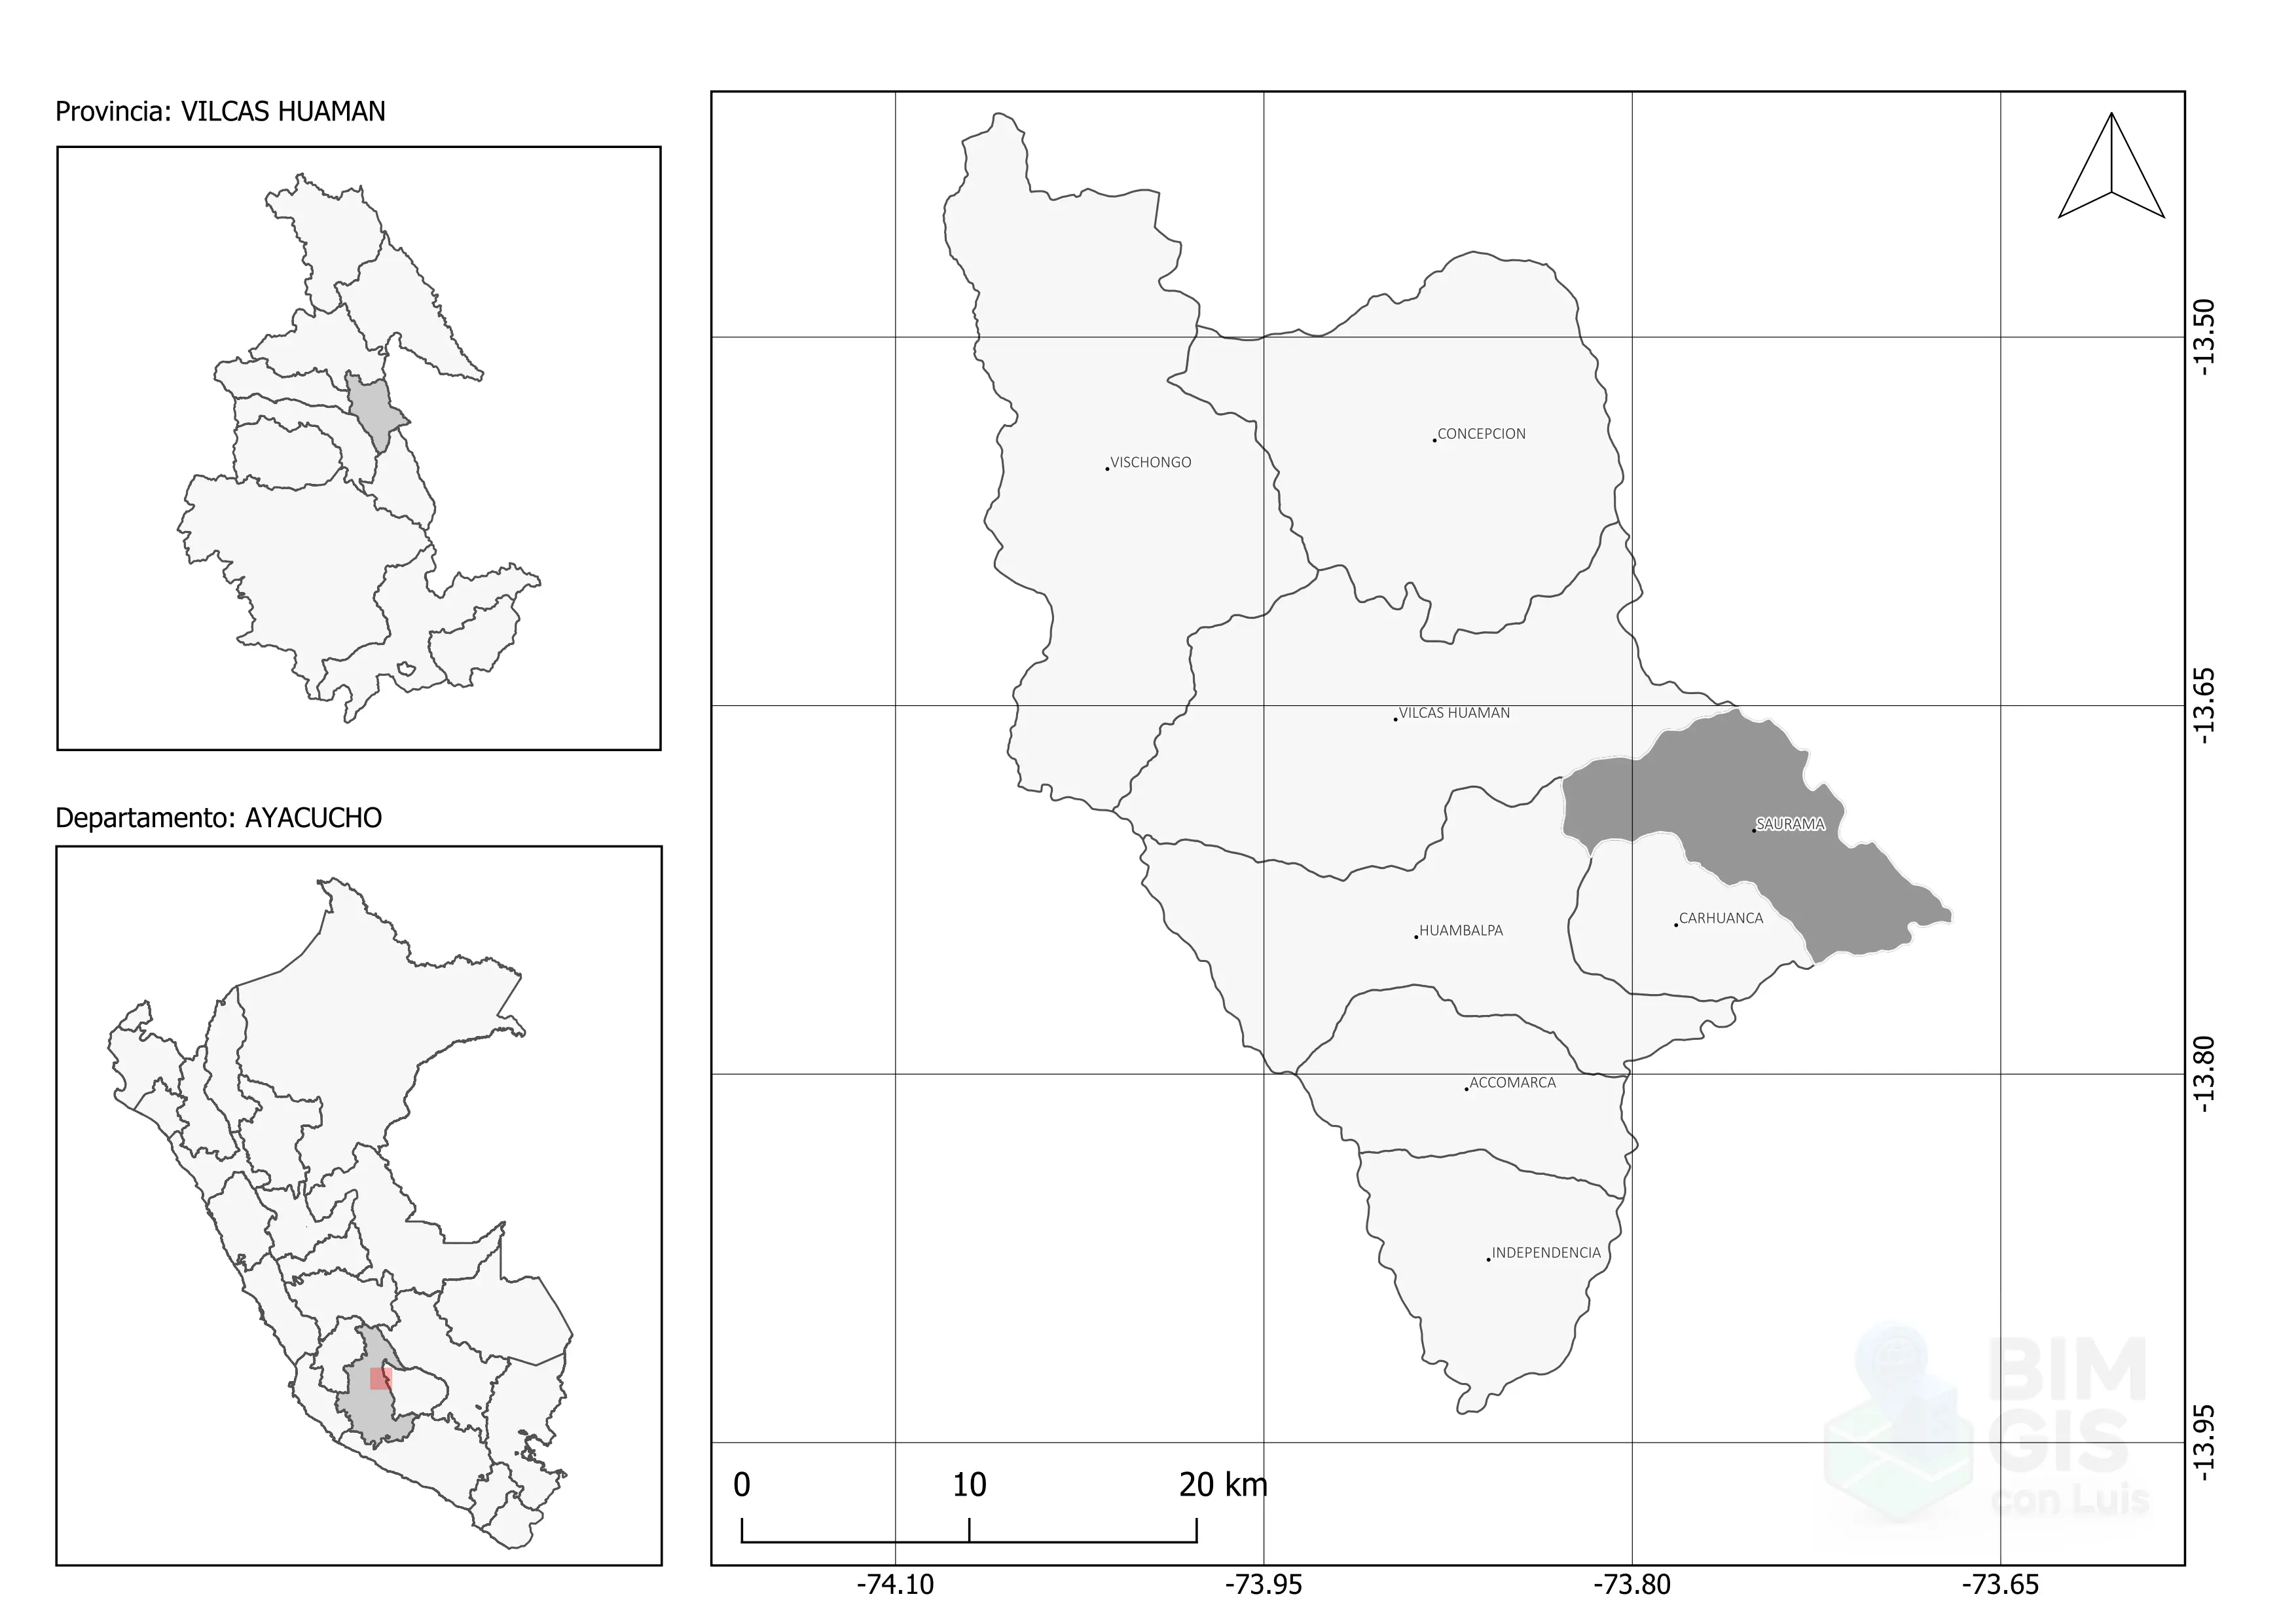 Provincia: VILCAS HUAMAN
Departamento: AYACUCHO
CONCEPCION
VISCHONGO
VILCAS HUAMAN
SAURAMA
CARHUANCA
HUAMBALPA
ACCOMARCA
INDEPENDENCIA
-13.50
-13.65
-13.80
-13.95
0 10 20 km
-74.10 -73.95 -73.80 -73.65
BIM
GIS
con Luis